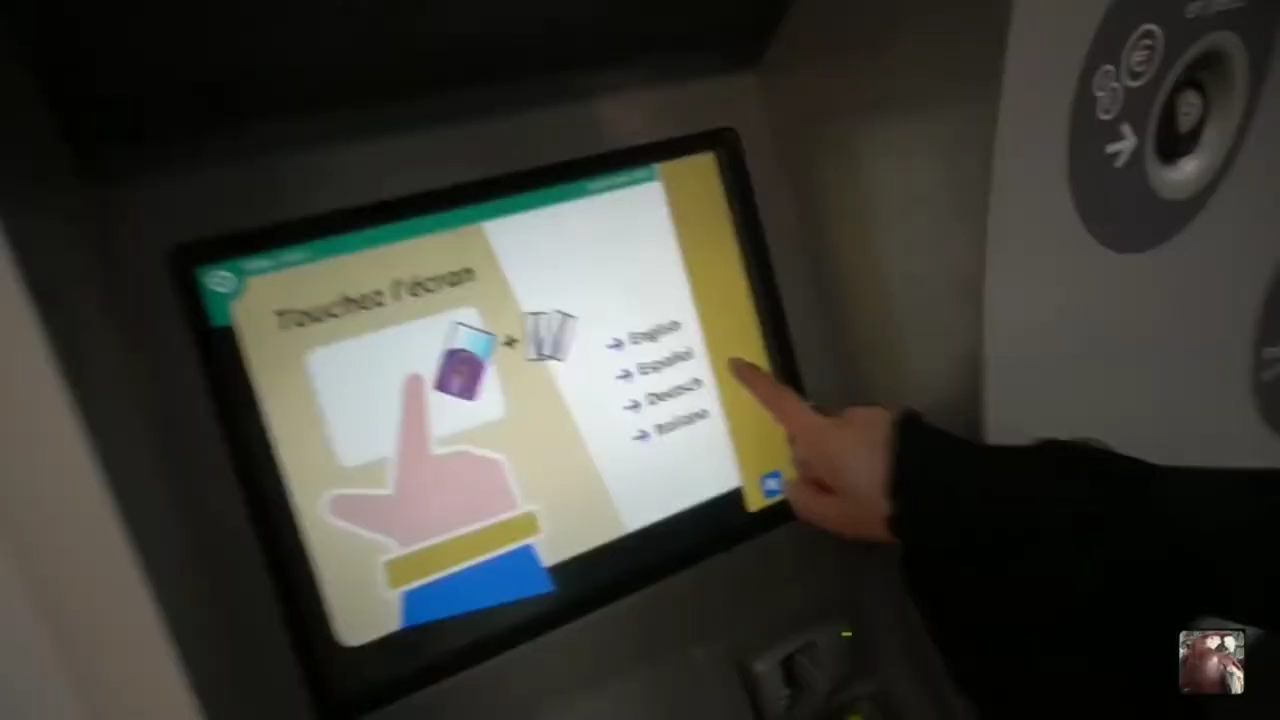 Touchez l'écran
English
Español
Deutsch
Italiano